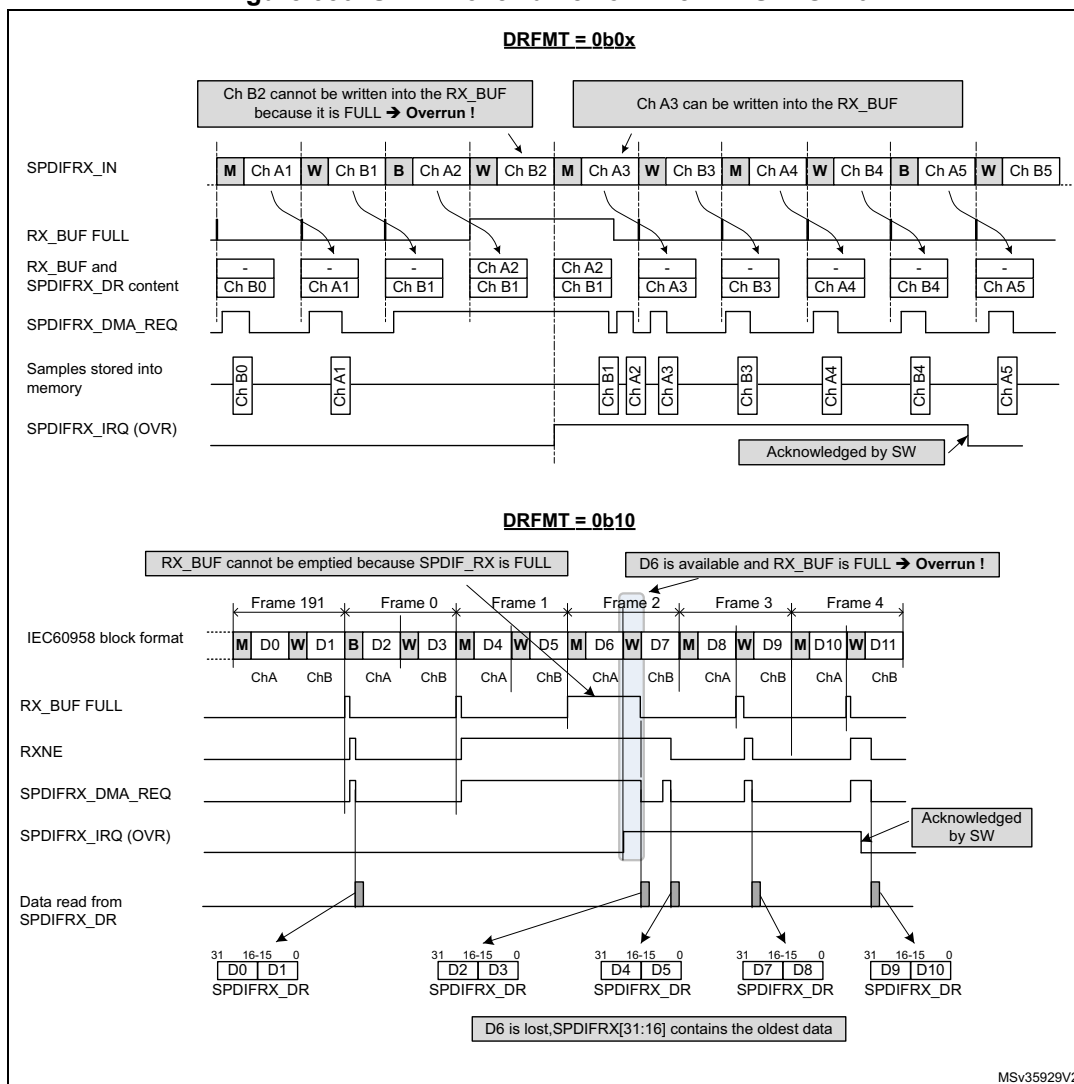 DRFMT = 0b0x
Ch B2 cannot be written into the RX_BUF
because it is FULL ➔ Overrun !
Ch A3 can be written into the RX_BUF
SPDIFRX_IN
M Ch A1 W Ch B1 B Ch A2 W Ch B2 M Ch A3 W Ch B3 M Ch A4 W Ch B4 B Ch A5 W Ch B5
RX_BUF FULL
RX_BUF and
SPDIFRX_DR content
- - - Ch A2 Ch A2 - - - - -
Ch B0 Ch A1 Ch B1 Ch B1 Ch B1 Ch A3 Ch B3 Ch A4 Ch B4 Ch A5
SPDIFRX_DMA_REQ
Samples stored into
memory
Ch B0 Ch A1 Ch B1 Ch A2 Ch A3 Ch B3 Ch A4 Ch B4 Ch A5
SPDIFRX_IRQ (OVR)
Acknowledged by SW
DRFMT = 0b10
RX_BUF cannot be emptied because SPDIF_RX is FULL
D6 is available and RX_BUF is FULL ➔ Overrun !
Frame 191 Frame 0 Frame 1 Frame 2 Frame 3 Frame 4
IEC60958 block format
M D0 W D1 B D2 W D3 M D4 W D5 M D6 W D7 M D8 W D9 M D10 W D11
ChA ChB ChA ChB ChA ChB ChA ChB ChA ChB ChA ChB
RX_BUF FULL
RXNE
SPDIFRX_DMA_REQ
SPDIFRX_IRQ (OVR)
Acknowledged
by SW
Data read from
SPDIFRX_DR
31 16-15 0 31 16-15 0 31 16-15 0 31 16-15 0 31 16-15 0
D0 D1 D2 D3 D4 D5 D7 D8 D9 D10
SPDIFRX_DR SPDIFRX_DR SPDIFRX_DR SPDIFRX_DR SPDIFRX_DR
D6 is lost,SPDIFRX[31:16] contains the oldest data
MSv35929V2